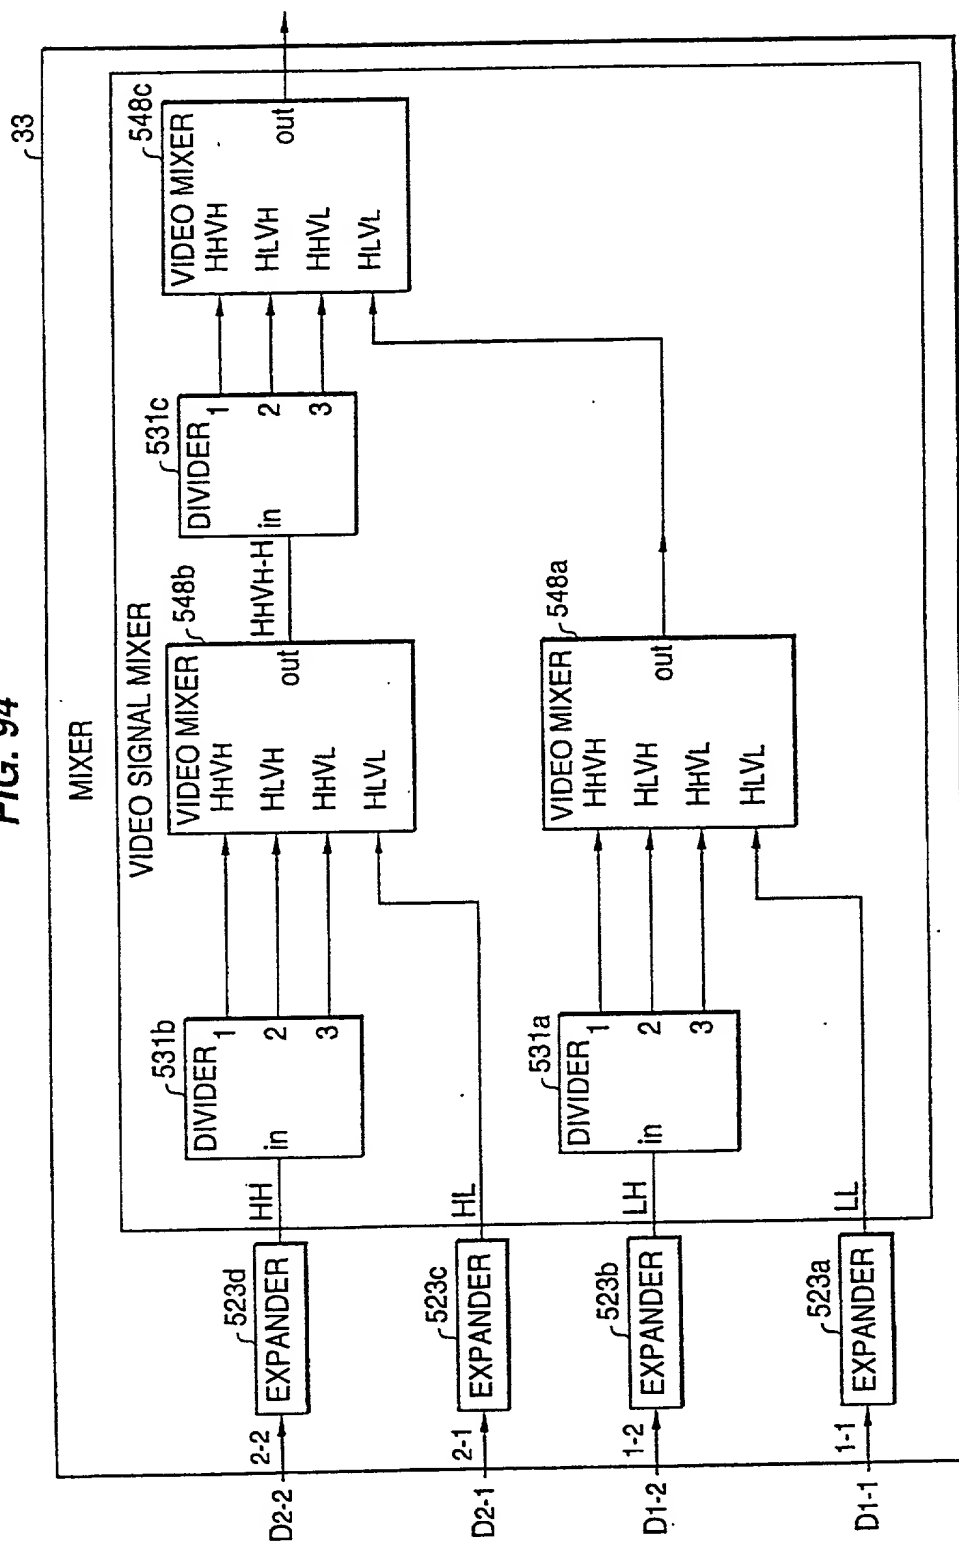 FIG. 94
33
MIXER
VIDEO SIGNAL MIXER
D2-2
2-2
EXPANDER
523d
HH
DIVIDER
531b
in
1
2
3
VIDEO MIXER
548b
HHVH
HLVH
HHVL
HLVL
out
HHVH-H
DIVIDER
531c
in
1
2
3
VIDEO MIXER
548c
HHVH
HLVH
HHVL
HLVL
out
D2-1
2-1
EXPANDER
523c
HL
D1-2
1-2
EXPANDER
523b
LH
DIVIDER
531a
in
1
2
3
VIDEO MIXER
548a
HHVH
HLVH
HHVL
HLVL
out
D1-1
1-1
EXPANDER
523a
LL